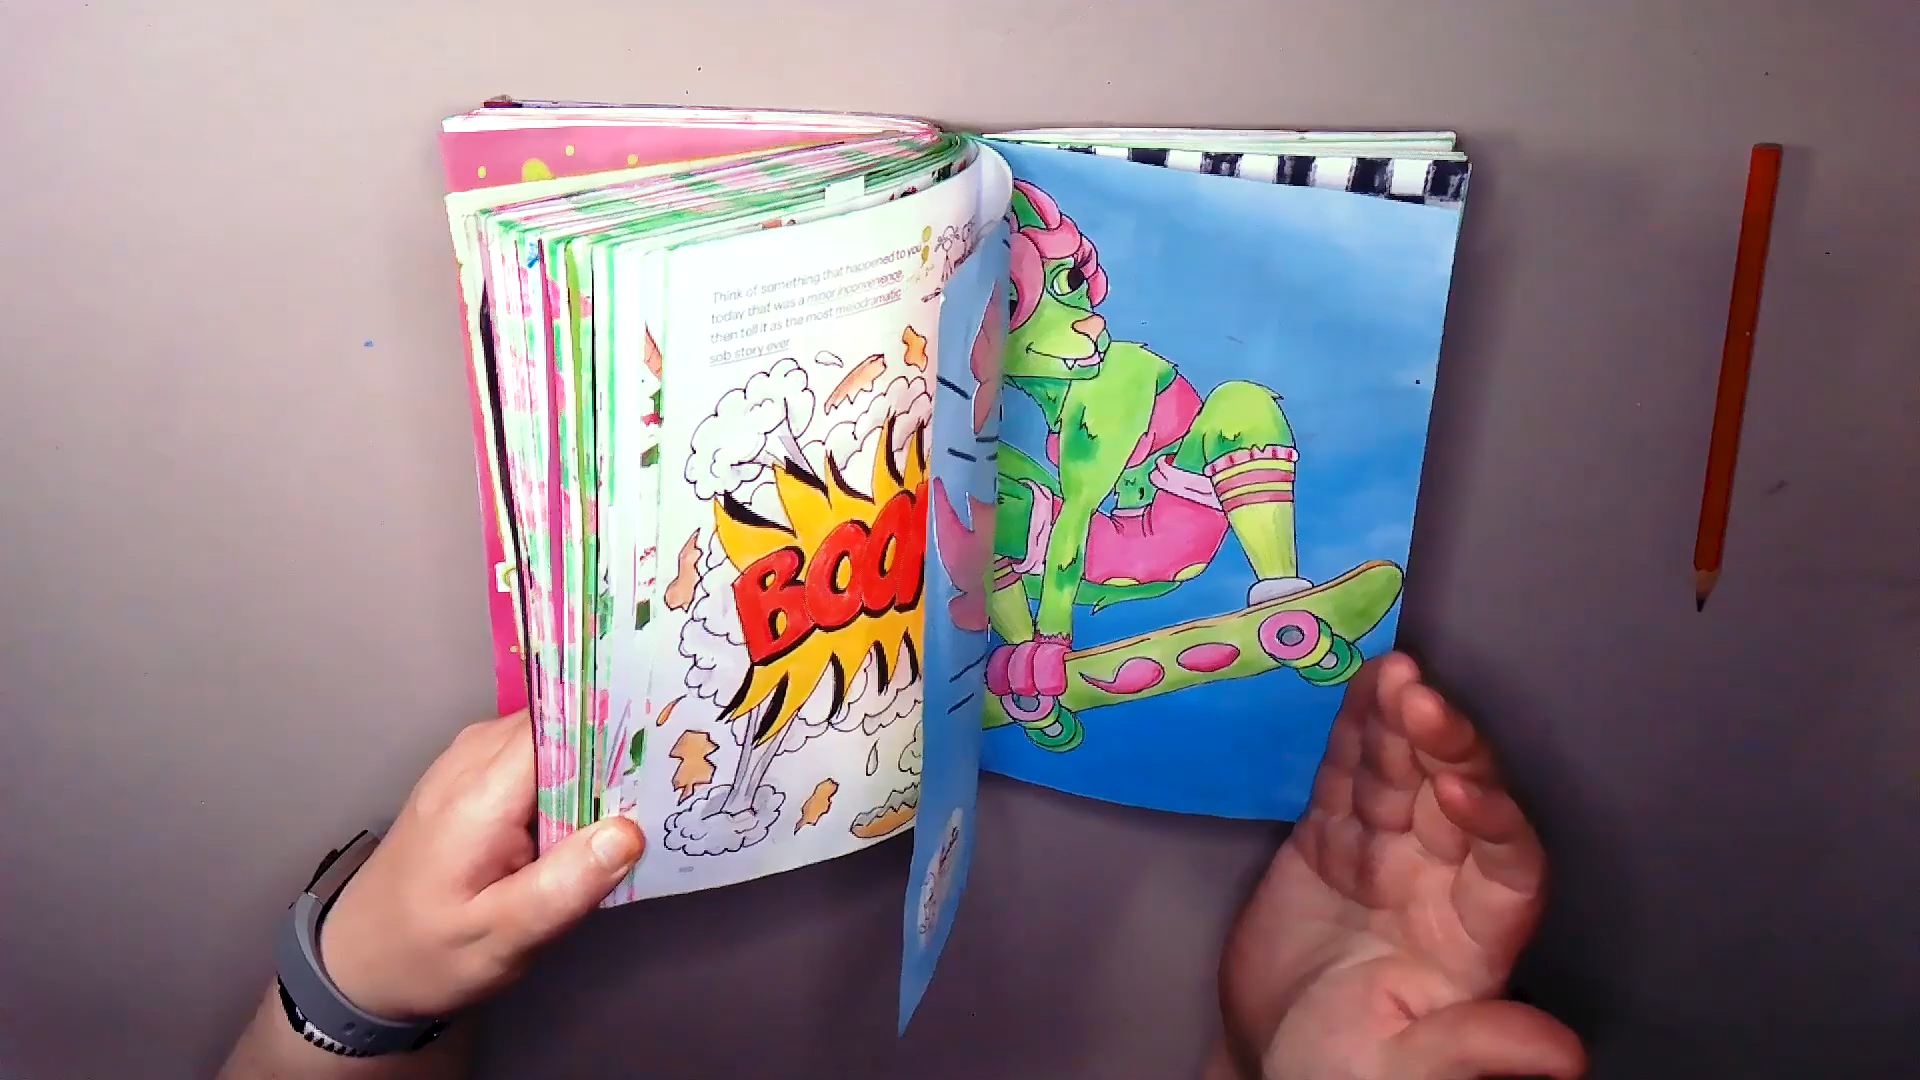 Think of something that happened to you
today that was a minor inconvenience,
then tell it as the most melodramatic
sob story ever
BOO